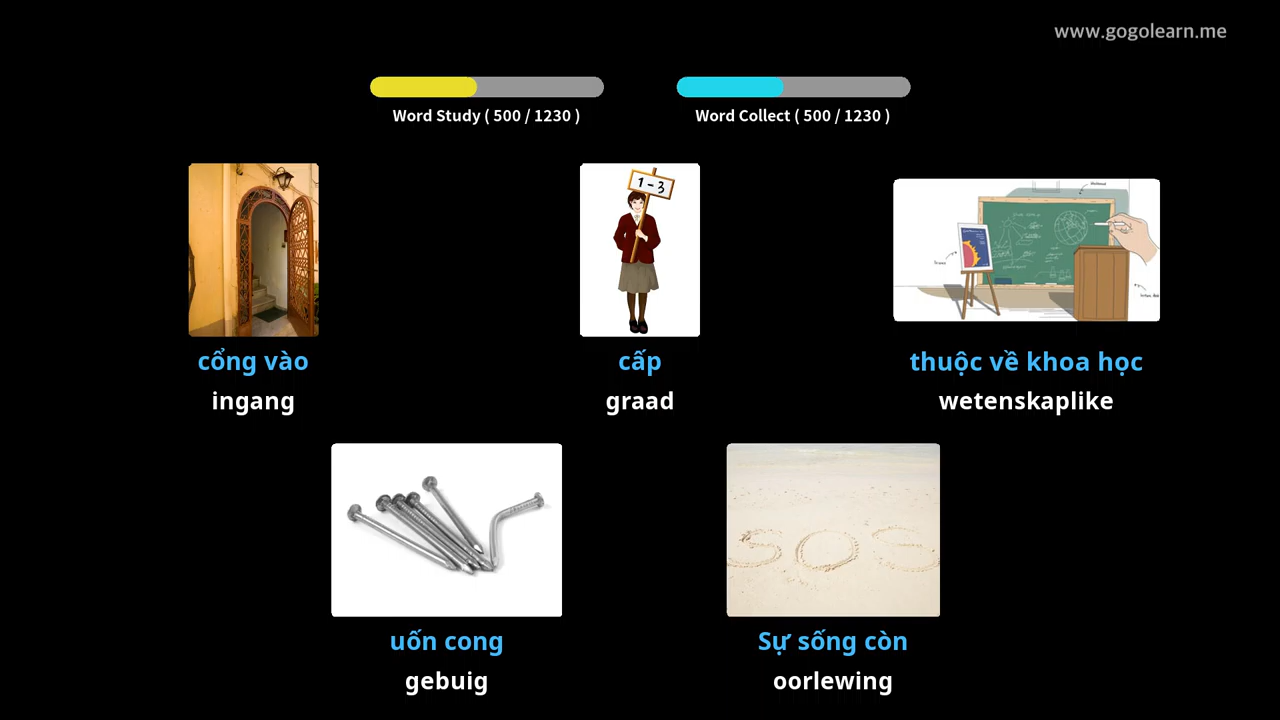 www.gogolearn.me
Word Study ( 500 / 1230 )
Word Collect ( 500 / 1230 )
1 - 3
cổng vào
ingang
cấp
graad
thuộc về khoa học
wetenskaplike
SOS
uốn cong
gebuig
Sự sống còn
oorlewing